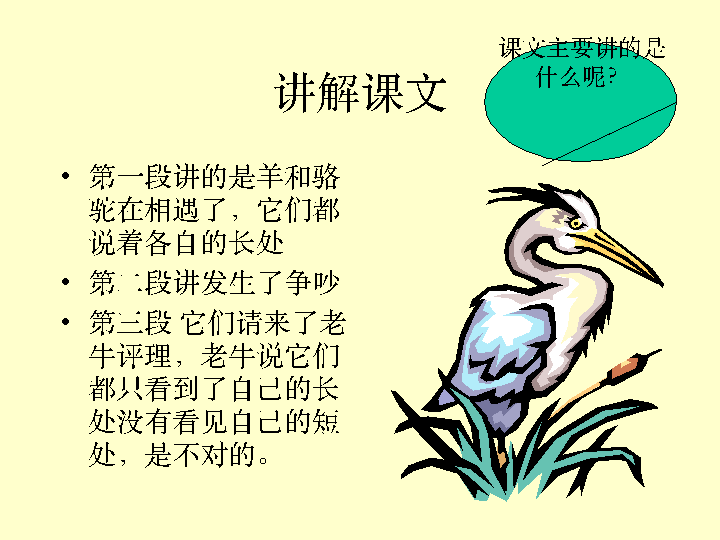 课文主要讲的是
什么呢?
讲解课文
• 第一段讲的是羊和骆
驼在相遇了，它们都
说着各自的长处
• 第二段讲发生了争吵
• 第三段 它们请来了老
牛评理，老牛说它们
都只看到了自己的长
处没有看见自己的短
处，是不对的。